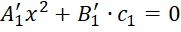 A′₁x² + B′₁ · c₁ = 0